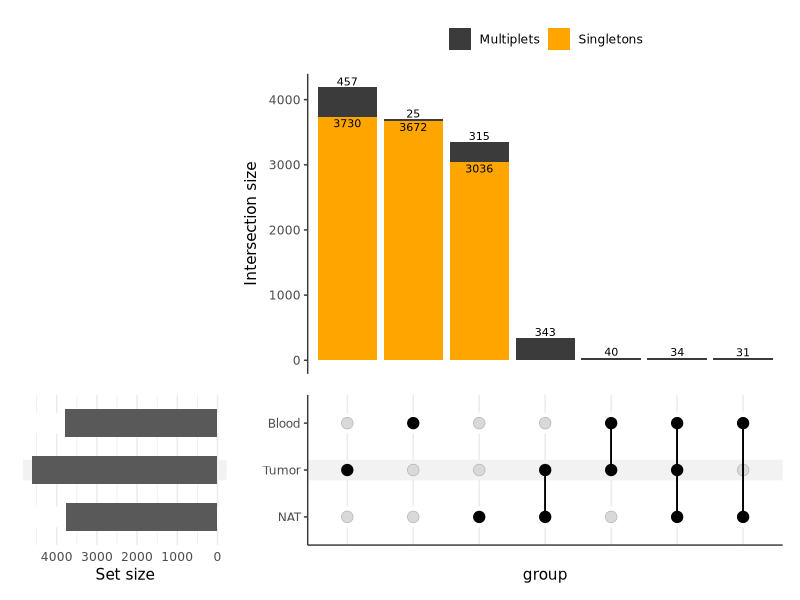 Multiplets Singletons
457
25
3730
3672
315
3036
343
40
34
31
4000
3000
2000
1000
0
Intersection size
Blood
Tumor
NAT
4000 3000 2000 1000 0
Set size
group